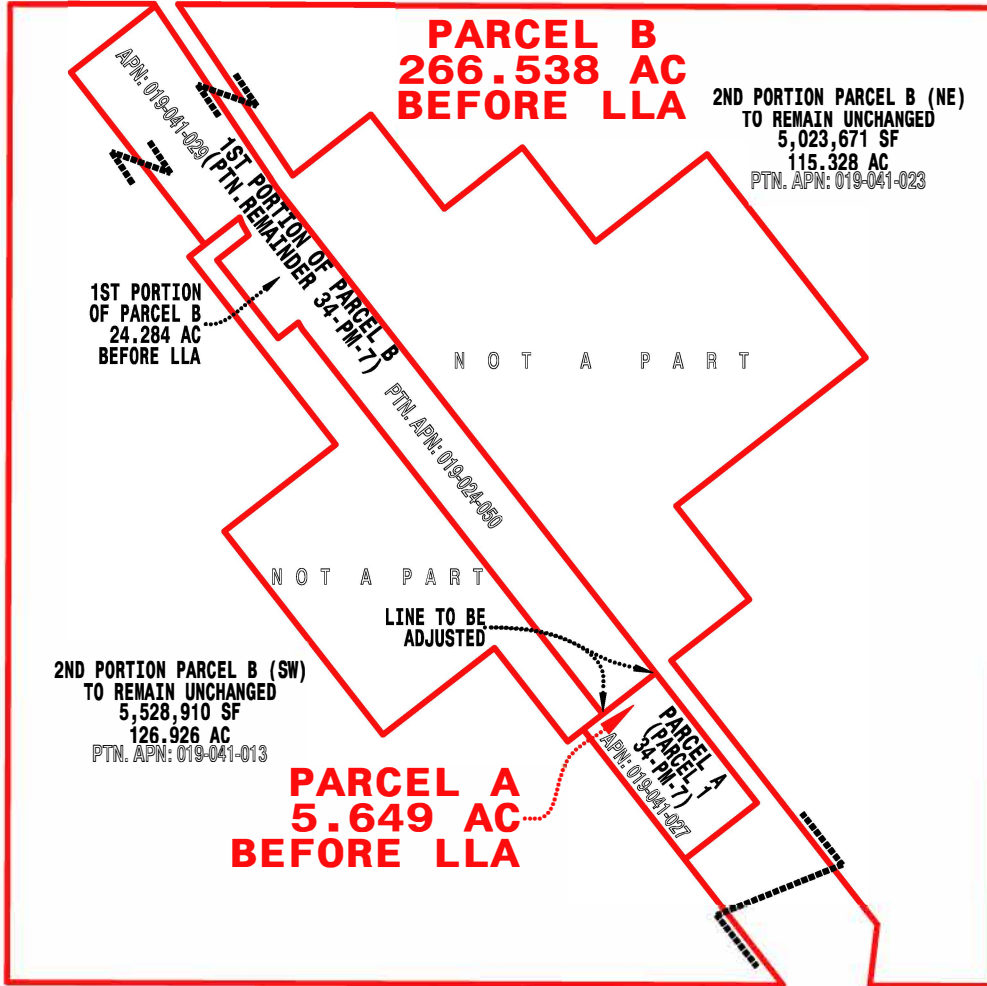 PARCEL B
266.538 AC
BEFORE LLA
2ND PORTION PARCEL B (NE)
TO REMAIN UNCHANGED
5,023,671 SF
115.328 AC
PTN. APN: 019-041-023
APN: 019-041-029
1ST PORTION OF PARCEL B
(PTN. REMAINDER 34-PM-7)
1ST PORTION
OF PARCEL B
24.284 AC
BEFORE LLA
NOT A PART
PTN. APN: 019-024-050
NOT A PART
LINE TO BE
ADJUSTED
2ND PORTION PARCEL B (SW)
TO REMAIN UNCHANGED
5,528,910 SF
126.926 AC
PTN. APN: 019-041-013
PARCEL A
(PARCEL 1
34-PM-7)
APN: 019-041-027
PARCEL A
5.649 AC
BEFORE LLA